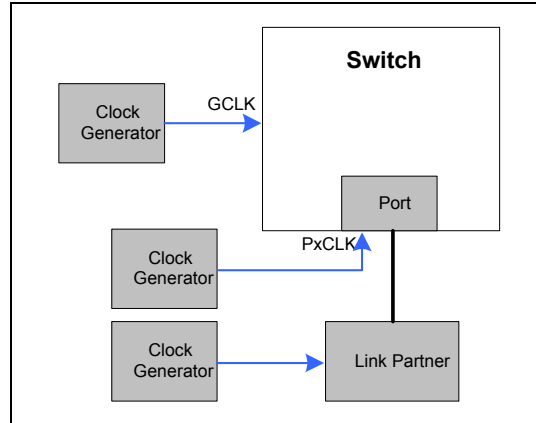 Switch
GCLK
Clock
Generator
Port
PxCLK
Clock
Generator
Clock
Generator
Link Partner